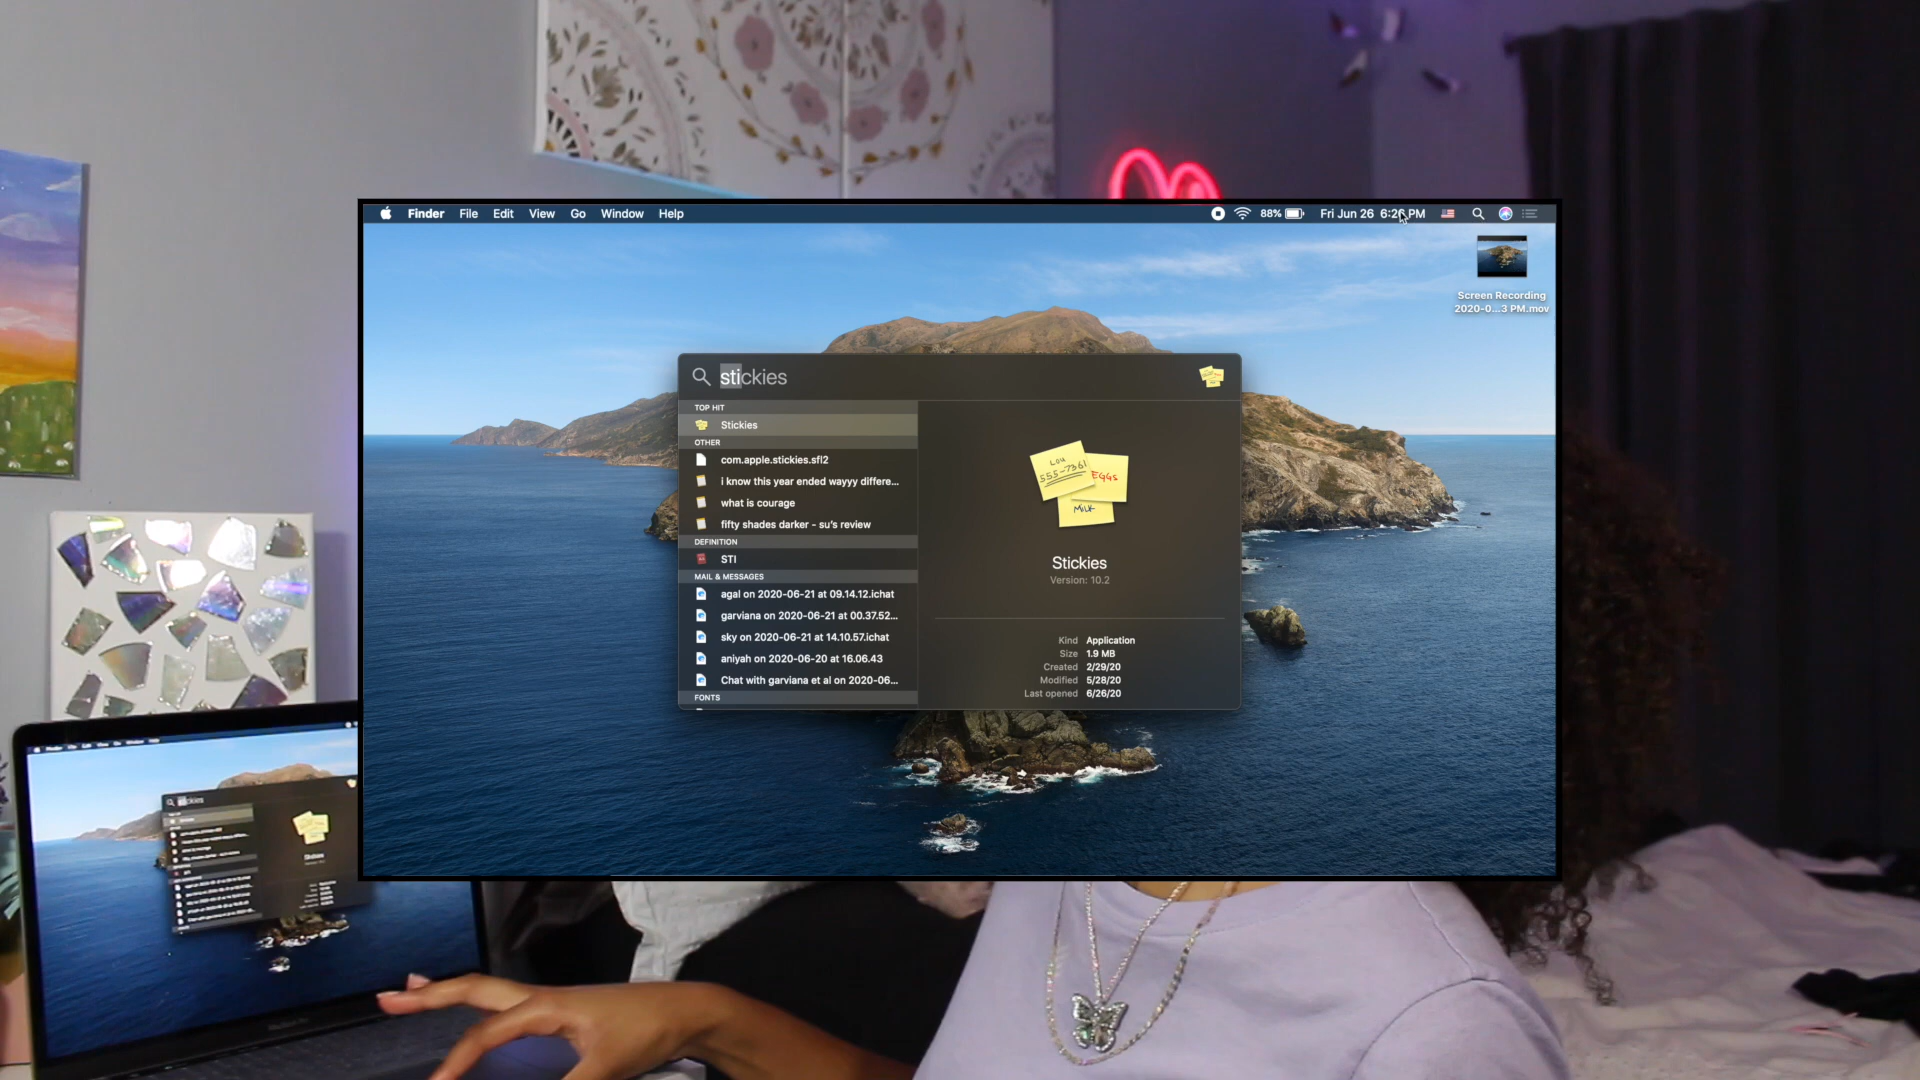 Finder File Edit View Go Window Help 88% Fri Jun 26 6:26 PM
Screen Recording
2020-0...3 PM.mov
stickies
TOP HIT
Stickies
OTHER
com.apple.stickies.sfl2
i know this year ended wayyy differe...
what is courage
fifty shades darker - su's review
DEFINITION
STI
MAIL & MESSAGES
agal on 2020-06-21 at 09.14.12.ichat
garviana on 2020-06-21 at 00.37.52...
sky on 2020-06-21 at 14.10.57.ichat
aniyah on 2020-06-20 at 16.06.43
Chat with garviana et al on 2020-06...
FONTS
Lou
555-7361
EGGS
MILK
Stickies
Version: 10.2
Kind Application
Size 1.9 MB
Created 2/29/20
Modified 5/28/20
Last opened 6/26/20